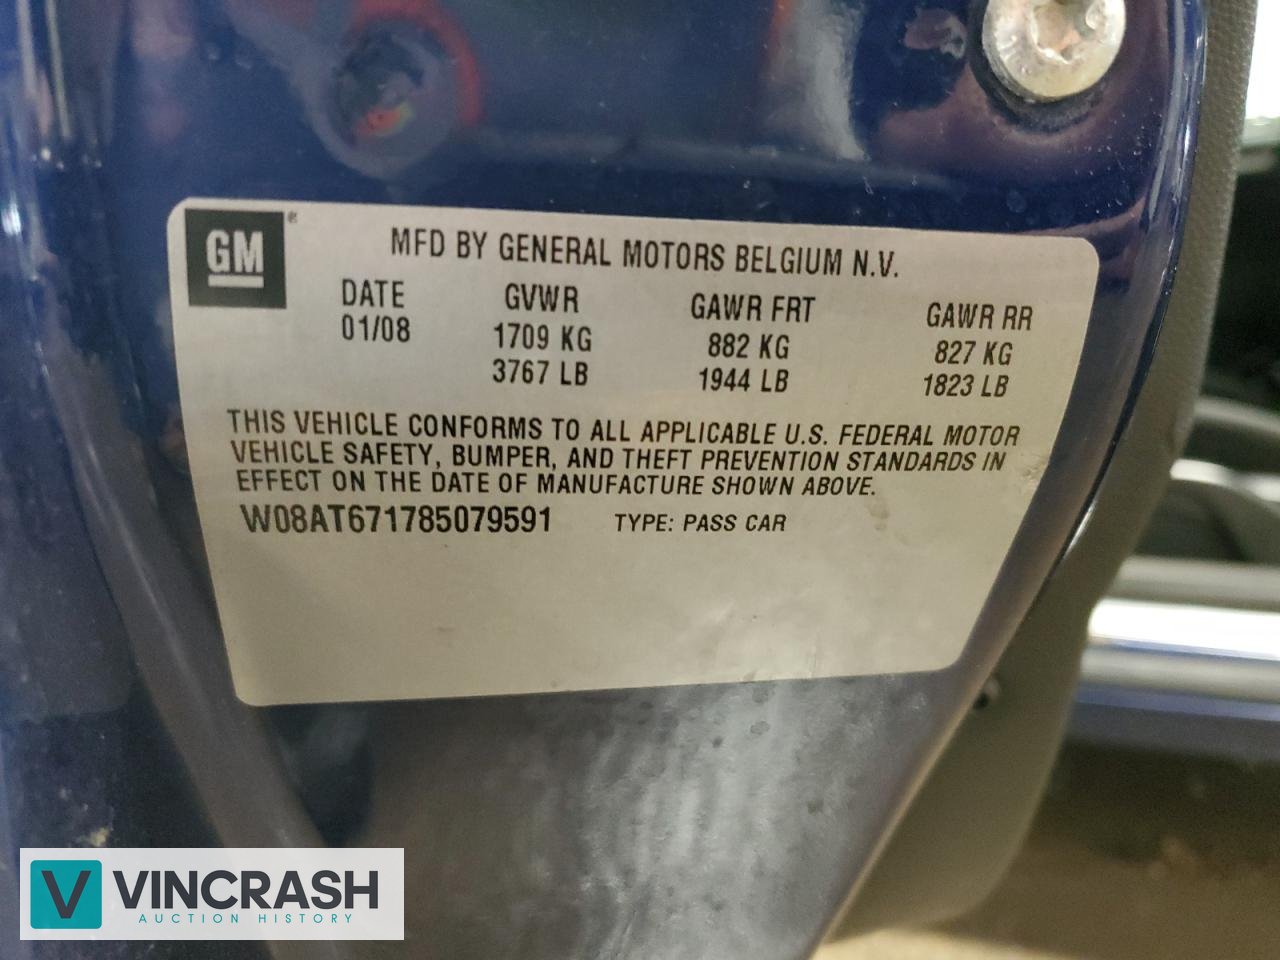 GM ®
MFD BY GENERAL MOTORS BELGIUM N.V.
DATE GVWR GAWR FRT GAWR RR
01/08 1709 KG 882 KG 827 KG
3767 LB 1944 LB 1823 LB
THIS VEHICLE CONFORMS TO ALL APPLICABLE U.S. FEDERAL MOTOR
VEHICLE SAFETY, BUMPER, AND THEFT PREVENTION STANDARDS IN
EFFECT ON THE DATE OF MANUFACTURE SHOWN ABOVE.
W08AT671785079591 TYPE: PASS CAR
V VINCRASH
AUCTION HISTORY